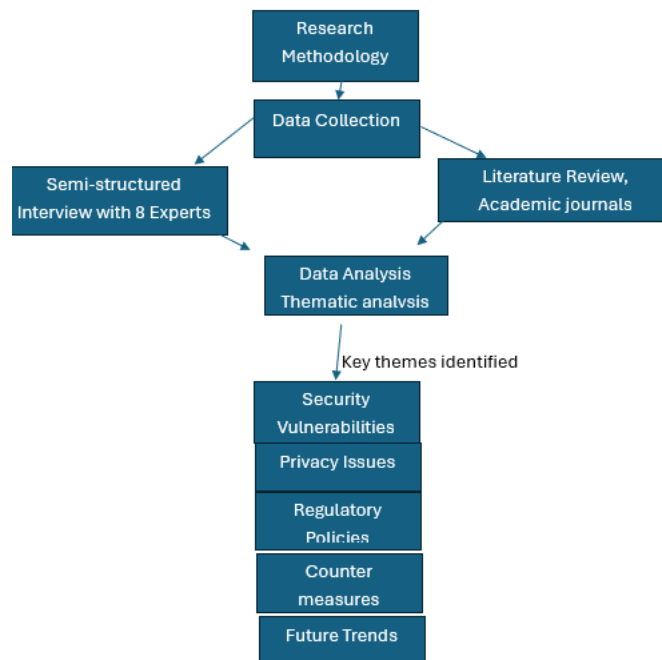 Research
Methodology
Data Collection
Semi-structured
Interview with 8 Experts
Literature Review,
Academic journals
Data Analysis
Thematic analysis
Key themes identified
Security
Vulnerabilities
Privacy Issues
Regulatory
Policies
Counter
measures
Future Trends